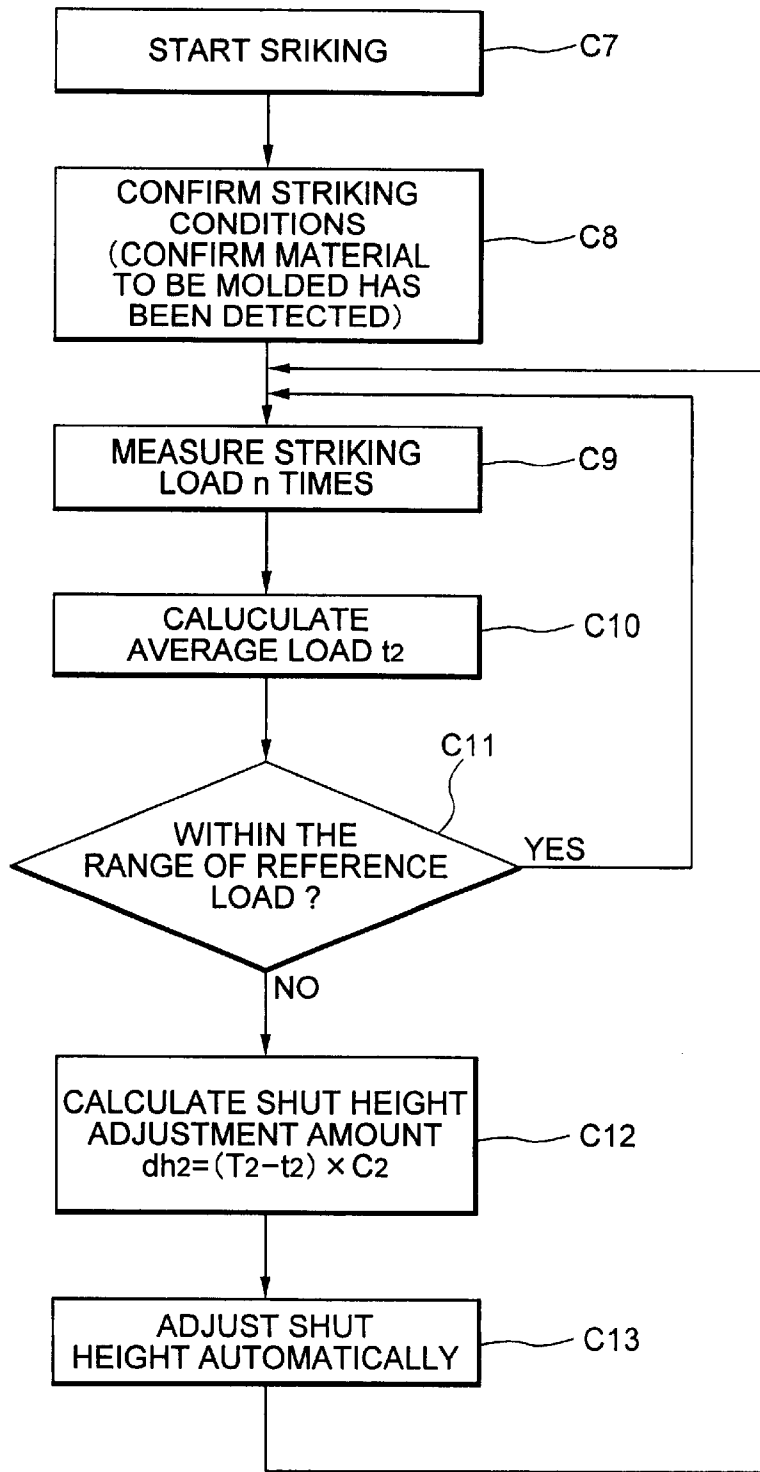 START SRIKING
C7
CONFIRM STRIKING
CONDITIONS
(CONFIRM MATERIAL
TO BE MOLDED HAS
BEEN DETECTED)
C8
MEASURE STRIKING
LOAD n TIMES
C9
CALUCULATE
AVERAGE LOAD t2
C10
C11
WITHIN THE
RANGE OF REFERENCE
LOAD ?
YES
NO
CALCULATE SHUT HEIGHT
ADJUSTMENT AMOUNT
dh2=(T2-t2) × C2
C12
ADJUST SHUT
HEIGHT AUTOMATICALLY
C13